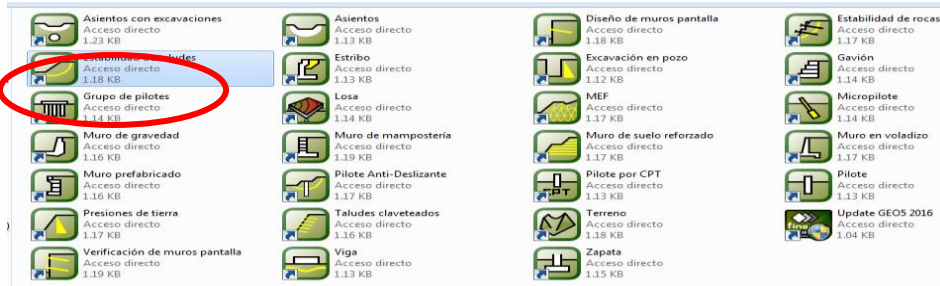 Asientos con excavaciones
Acceso directo
1.23 KB
Asientos
Acceso directo
1.13 KB
Diseño de muros pantalla
Acceso directo
1.18 KB
Estabilidad de rocas
Acceso directo
1.17 KB
Estabilidad de taludes
Acceso directo
1.18 KB
Estribo
Acceso directo
1.13 KB
Excavación en pozo
Acceso directo
1.12 KB
Gavión
Acceso directo
1.14 KB
Grupo de pilotes
Acceso directo
1.14 KB
Losa
Acceso directo
1.14 KB
MEF
Acceso directo
1.17 KB
Micropilote
Acceso directo
1.14 KB
Muro de gravedad
Acceso directo
1.16 KB
Muro de mampostería
Acceso directo
1.19 KB
Muro de suelo reforzado
Acceso directo
1.17 KB
Muro en voladizo
Acceso directo
1.17 KB
Muro prefabricado
Acceso directo
1.16 KB
Pilote Anti-Deslizante
Acceso directo
1.17 KB
CPT
Pilote por CPT
Acceso directo
1.13 KB
Pilote
Acceso directo
1.13 KB
Presiones de tierra
Acceso directo
1.17 KB
Taludes claveteados
Acceso directo
1.16 KB
Terreno
Acceso directo
1.18 KB
fine
Update GEO5 2016
Acceso directo
1.04 KB
Verificación de muros pantalla
Acceso directo
1.19 KB
Viga
Acceso directo
1.13 KB
Zapata
Acceso directo
1.15 KB